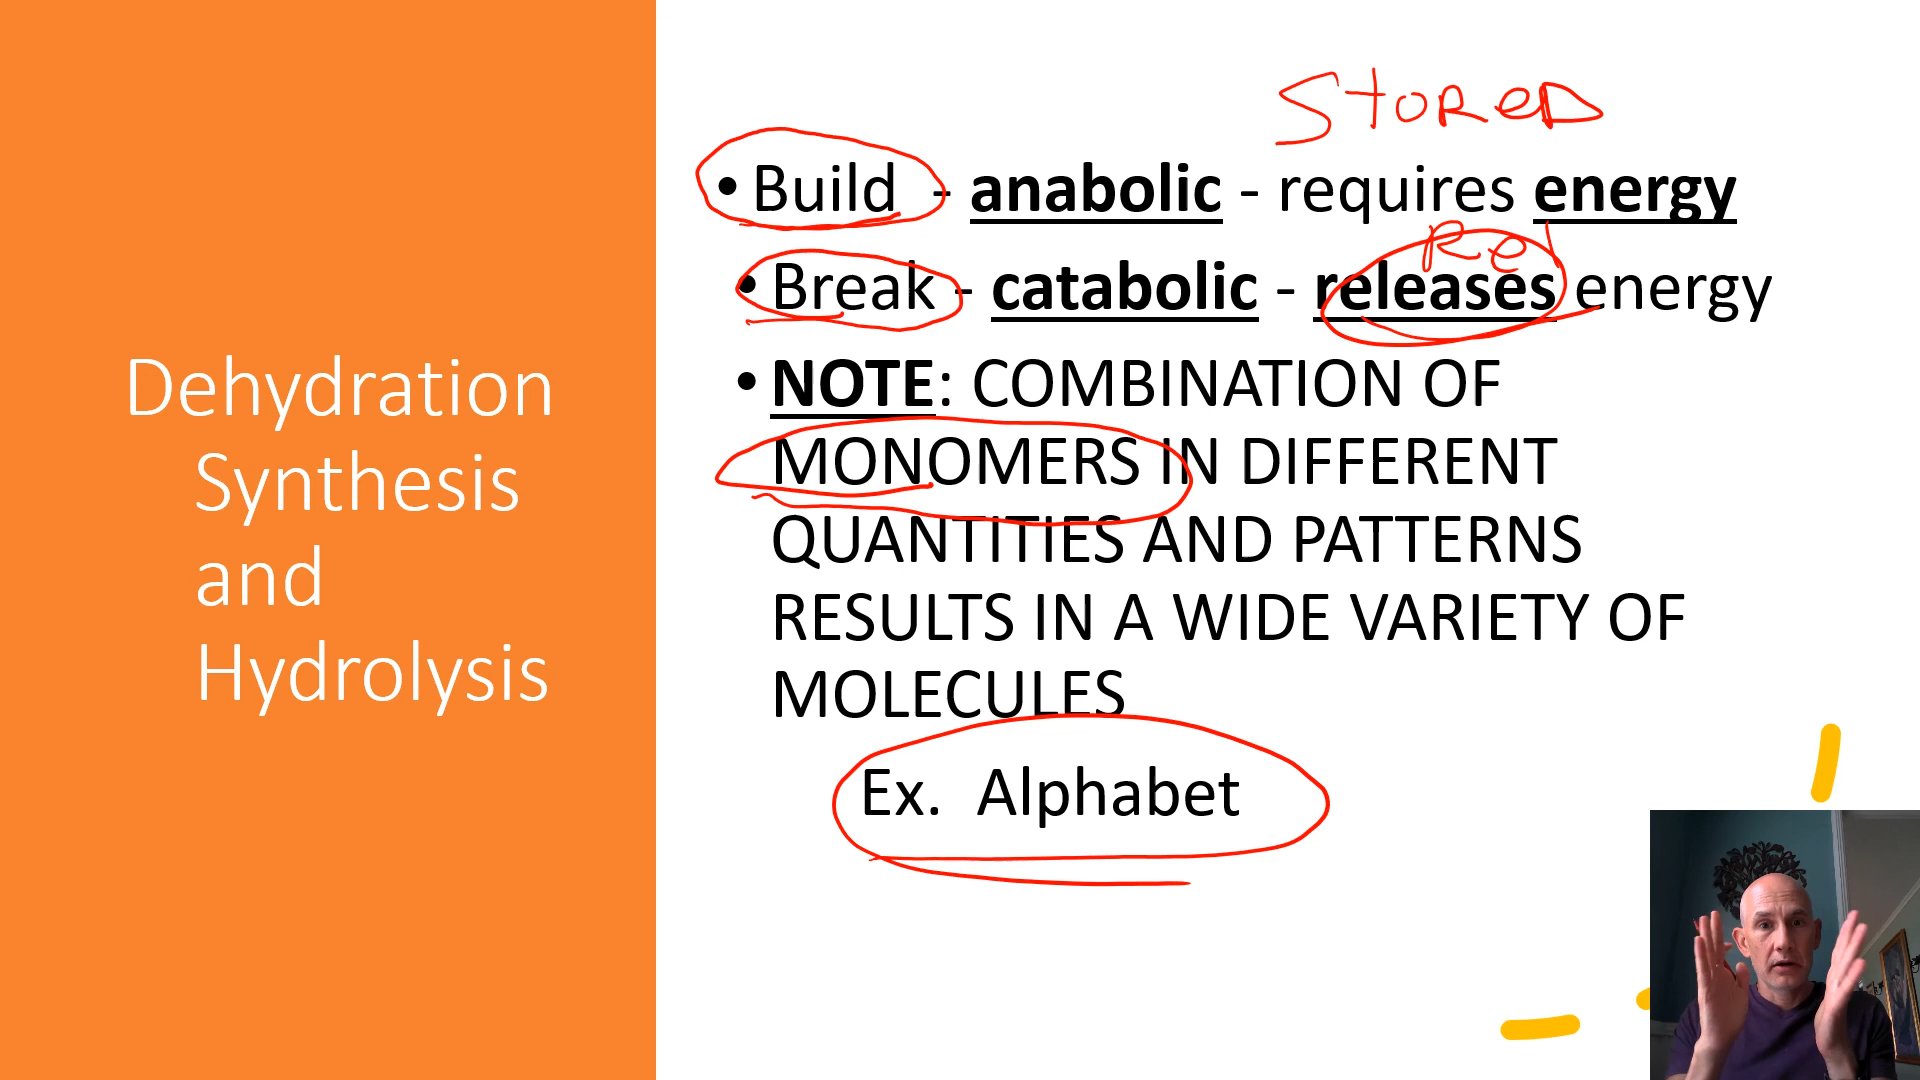 Dehydration
Synthesis
and
Hydrolysis
STOReD
• Build - anabolic - requires energy
Rel
• Break - catabolic - releases energy
• NOTE: COMBINATION OF
MONOMERS IN DIFFERENT
QUANTITIES AND PATTERNS
RESULTS IN A WIDE VARIETY OF
MOLECULES
Ex. Alphabet